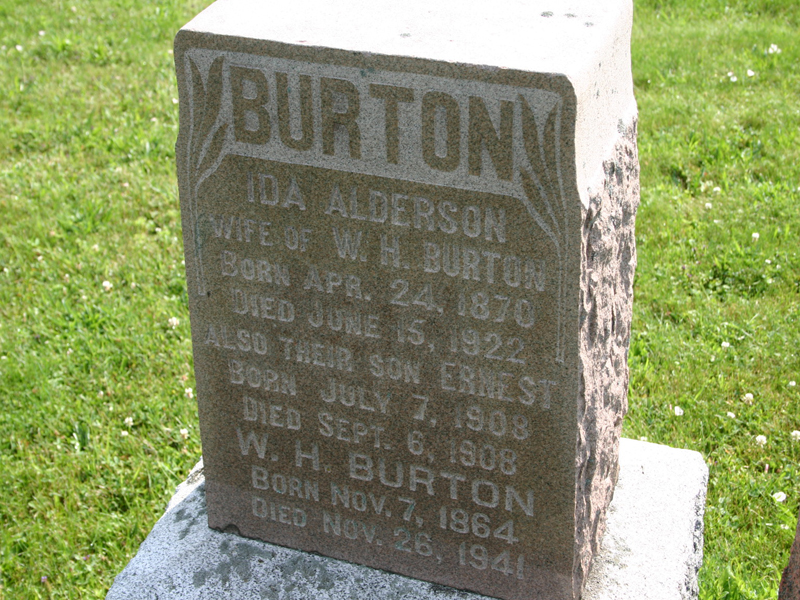 BURTON
IDA ALDERSON
WIFE OF W. H. BURTON
BORN APR. 24, 1870
DIED JUNE 15, 1922
ALSO THEIR SON ERNEST
BORN JULY 7, 1908
DIED SEPT. 6, 1908
W. H. BURTON
BORN NOV. 7, 1864
DIED NOV. 26, 1941